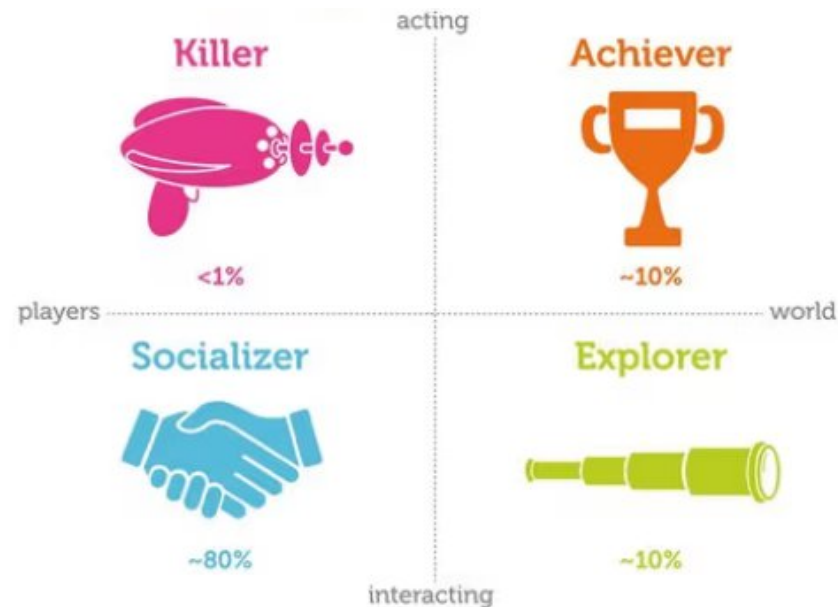 acting
Killer
Achiever
<1%
~10%
players
world
Socializer
Explorer
~80%
~10%
interacting